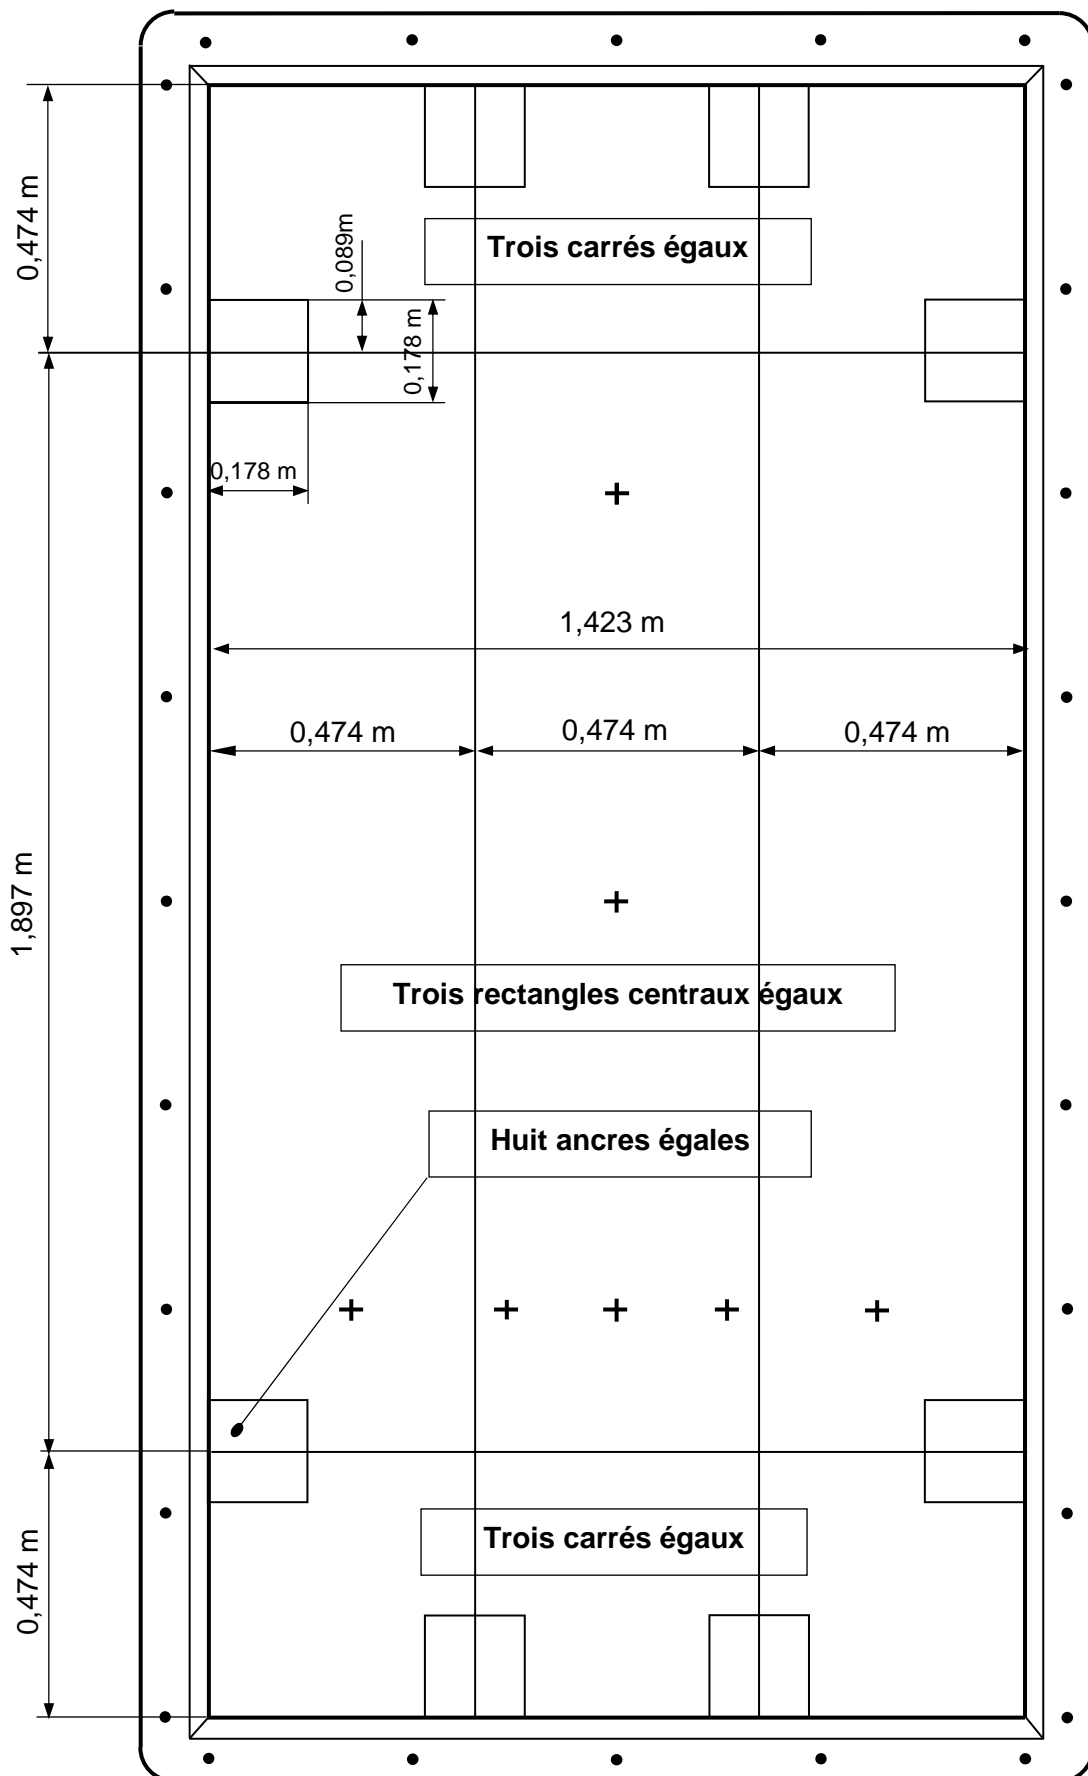 0,474 m
Trois carrés égaux
0,089m
0,178 m
0,178 m
1,423 m
0,474 m
0,474 m
0,474 m
1,897 m
Trois rectangles centraux égaux
Huit ancres égales
Trois carrés égaux
0,474 m